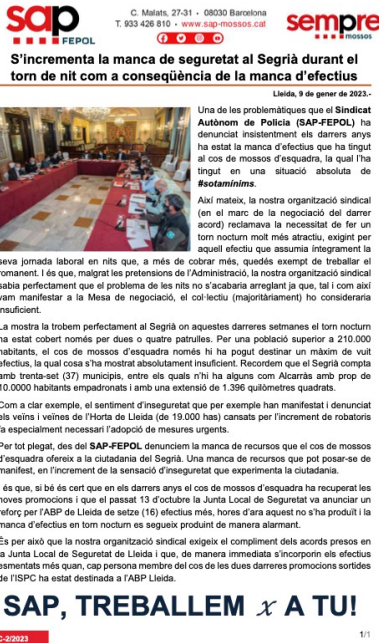 sap
FEPOL
C. Malats, 27-31 · 08030 Barcelona
T. 933 426 810 · www.sap-mossos.cat
sempre
mossos
S'incrementa la manca de seguretat al Segrià durant el
torn de nit com a conseqüència de la manca d'efectius
Lleida, 9 de gener de 2023.-
Una de les problemàtiques que el Sindicat
Autònom de Policia (SAP-FEPOL) ha
denunciat insistentment els darrers anys
ha estat la manca d'efectius que ha tingut
al cos de mossos d'esquadra, la qual l'ha
tingut en una situació absoluta de
#sotamínims.
Així mateix, la nostra organització sindical
(en el marc de la negociació del darrer
acord) reclamava la necessitat de fer un
torn nocturn molt més atractiu, exigint per
aquell efectiu que assumia íntegrament la
seva jornada laboral en nits que, a més de cobrar més, quedés exempt de treballar el
romanent. I és que, malgrat les pretensions de l'Administració, la nostra organització sindical
sabia perfectament que el problema de les nits no s'acabaria arreglant ja que, tal i com així
vam manifestar a la Mesa de negociació, el col·lectiu (majoritàriament) ho consideraria
insuficient.
La mostra la trobem perfectament al Segrià on aquestes darreres setmanes el torn nocturn
ha estat cobert només per dues o quatre patrulles. Per una població superior a 210.000
habitants, el cos de mossos d'esquadra només hi ha pogut destinar un màxim de vuit
efectius, la qual cosa s'ha mostrat absolutament insuficient. Recordem que el Segrià compta
amb trenta-set (37) municipis, entre els quals n'hi ha alguns com Alcarràs amb prop de
10.0000 habitants empadronats i amb una extensió de 1.396 quilòmetres quadrats.
Com a clar exemple, el sentiment d'inseguretat que per exemple han manifestat i denunciat
els veïns i veïnes de l'Horta de Lleida (de 19.000 has) cansats per l'increment de robatoris
fa especialment necessari l'adopció de mesures urgents.
Per tot plegat, des del SAP-FEPOL denunciem la manca de recursos que el cos de mossos
d'esquadra ofereix a la ciutadania del Segrià. Una manca de recursos que pot posar-se de
manifest, en l'increment de la sensació d'inseguretat que experimenta la ciutadania.
I és que, si bé és cert que en els darrers anys el cos de mossos d'esquadra ha recuperat les
noves promocions i que el passat 13 d'octubre la Junta Local de Seguretat va anunciar un
reforç per l'ABP de Lleida de setze (16) efectius més, hores d'ara aquest no s'ha produït i la
manca d'efectius en torn nocturn es segueix produint de manera alarmant.
És per això que la nostra organització sindical exigeix el compliment dels acords presos en
la Junta Local de Seguretat de Lleida i que, de manera immediata s'incorporin els efectius
esmentats més quan, cap persona membre del cos de les dues darreres promocions sortides
de l'ISPC ha estat destinada a l'ABP Lleida.
SAP, TREBALLEM x A TU!
C-2/2023
1/1